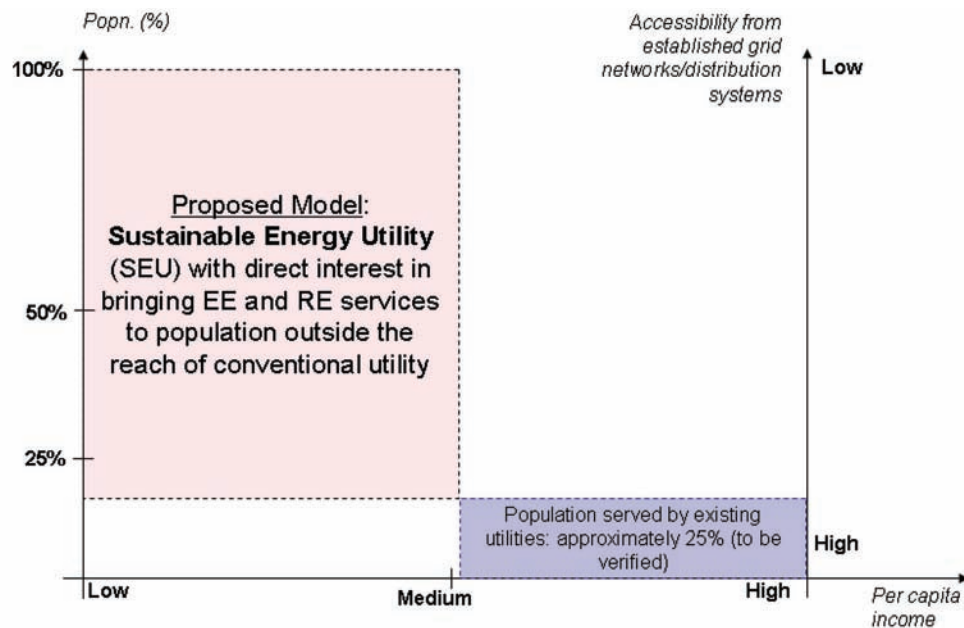 Popn. (%)
Accessibility from
established grid
networks/distribution
systems
100%
Low
Proposed Model:
Sustainable Energy Utility
(SEU) with direct interest in
bringing EE and RE services
to population outside the
reach of conventional utility
50%
25%
Population served by existing
utilities: approximately 25% (to be
verified)
High
Low
Medium
High
Per capita
income